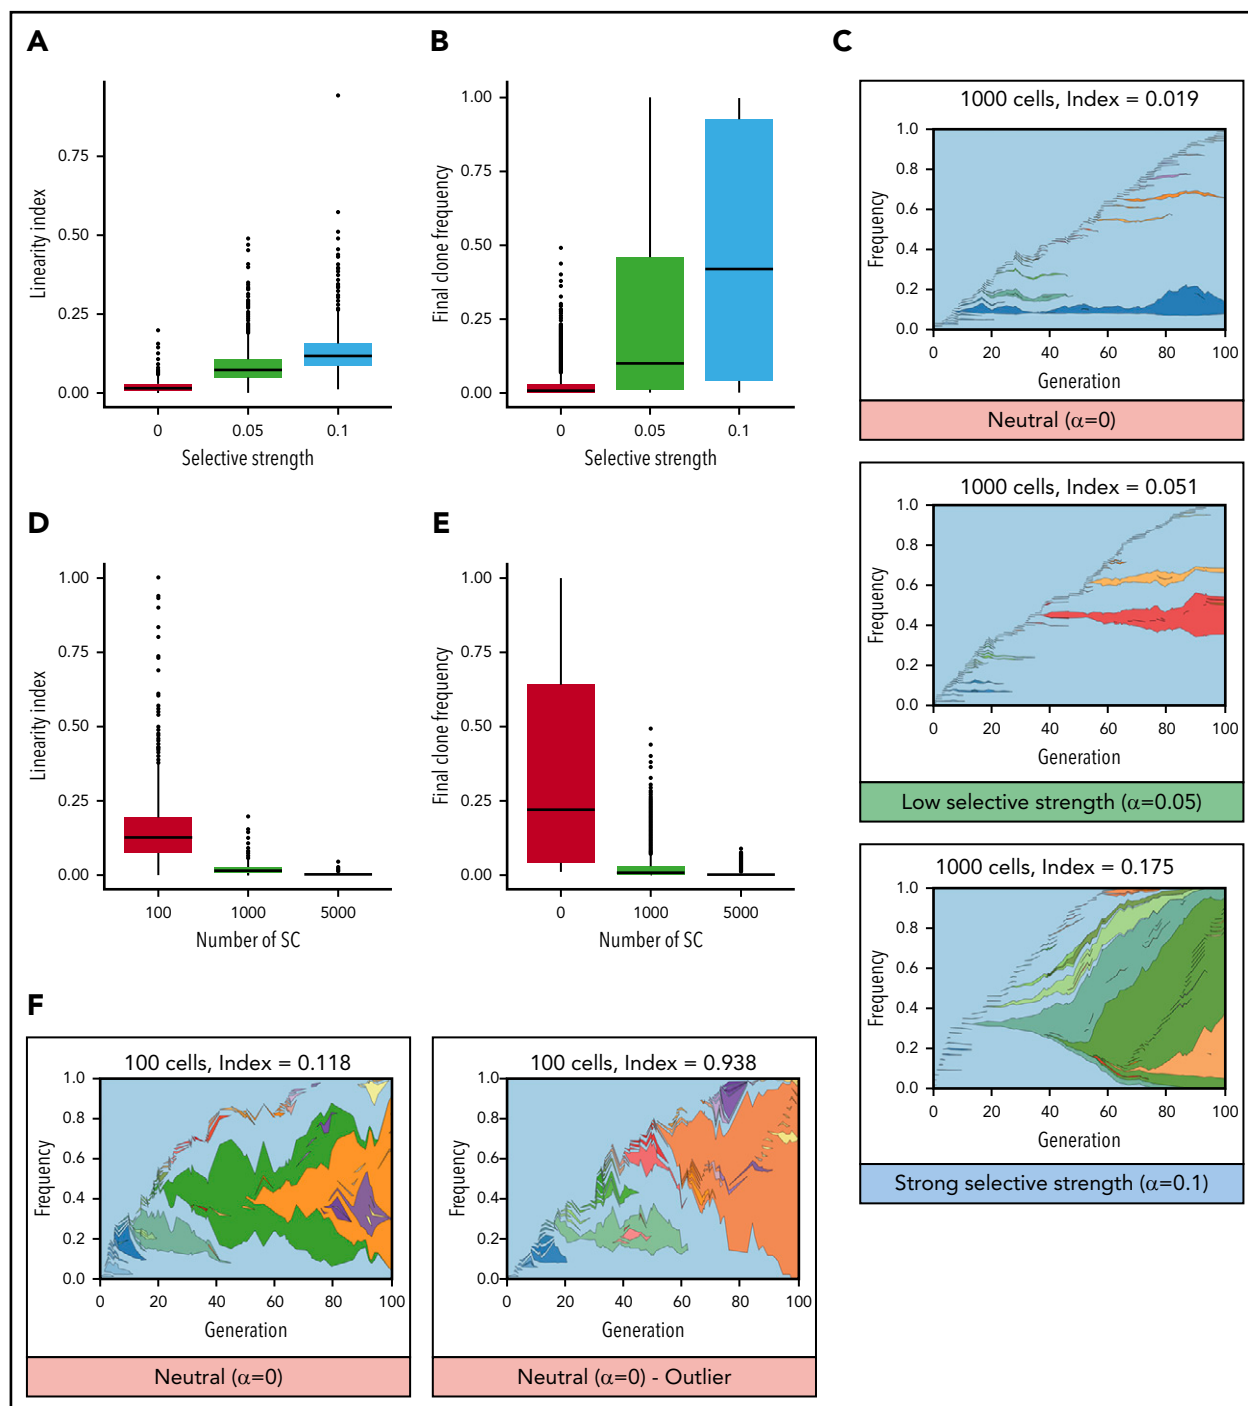 A
B
C
Linearity index
0.75
0.50
0.25
0.00
0
0.05
0.1
Selective strength
Final clone frequency
1.00
0.75
0.50
0.25
0.00
0
0.05
0.1
Selective strength
1000 cells, Index = 0.019
Frequency
1.0
0.8
0.6
0.4
0.2
0.0
0
20
40
60
80
100
Generation
Neutral (α=0)
1000 cells, Index = 0.051
Frequency
1.0
0.8
0.6
0.4
0.2
0.0
0
20
40
60
80
100
Generation
Low selective strength (α=0.05)
1000 cells, Index = 0.175
Frequency
1.0
0.8
0.6
0.4
0.2
0.0
0
20
40
60
80
100
Generation
Strong selective strength (α=0.1)
D
E
Linearity index
1.00
0.75
0.50
0.25
0.00
100
1000
5000
Number of SC
Final clone frequency
1.00
0.75
0.50
0.25
0.00
0
1000
5000
Number of SC
F
100 cells, Index = 0.118
Frequency
1.0
0.8
0.6
0.4
0.2
0.0
0
20
40
60
80
100
Generation
Neutral (α=0)
100 cells, Index = 0.938
Frequency
1.0
0.8
0.6
0.4
0.2
0.0
0
20
40
60
80
100
Generation
Neutral (α=0) - Outlier